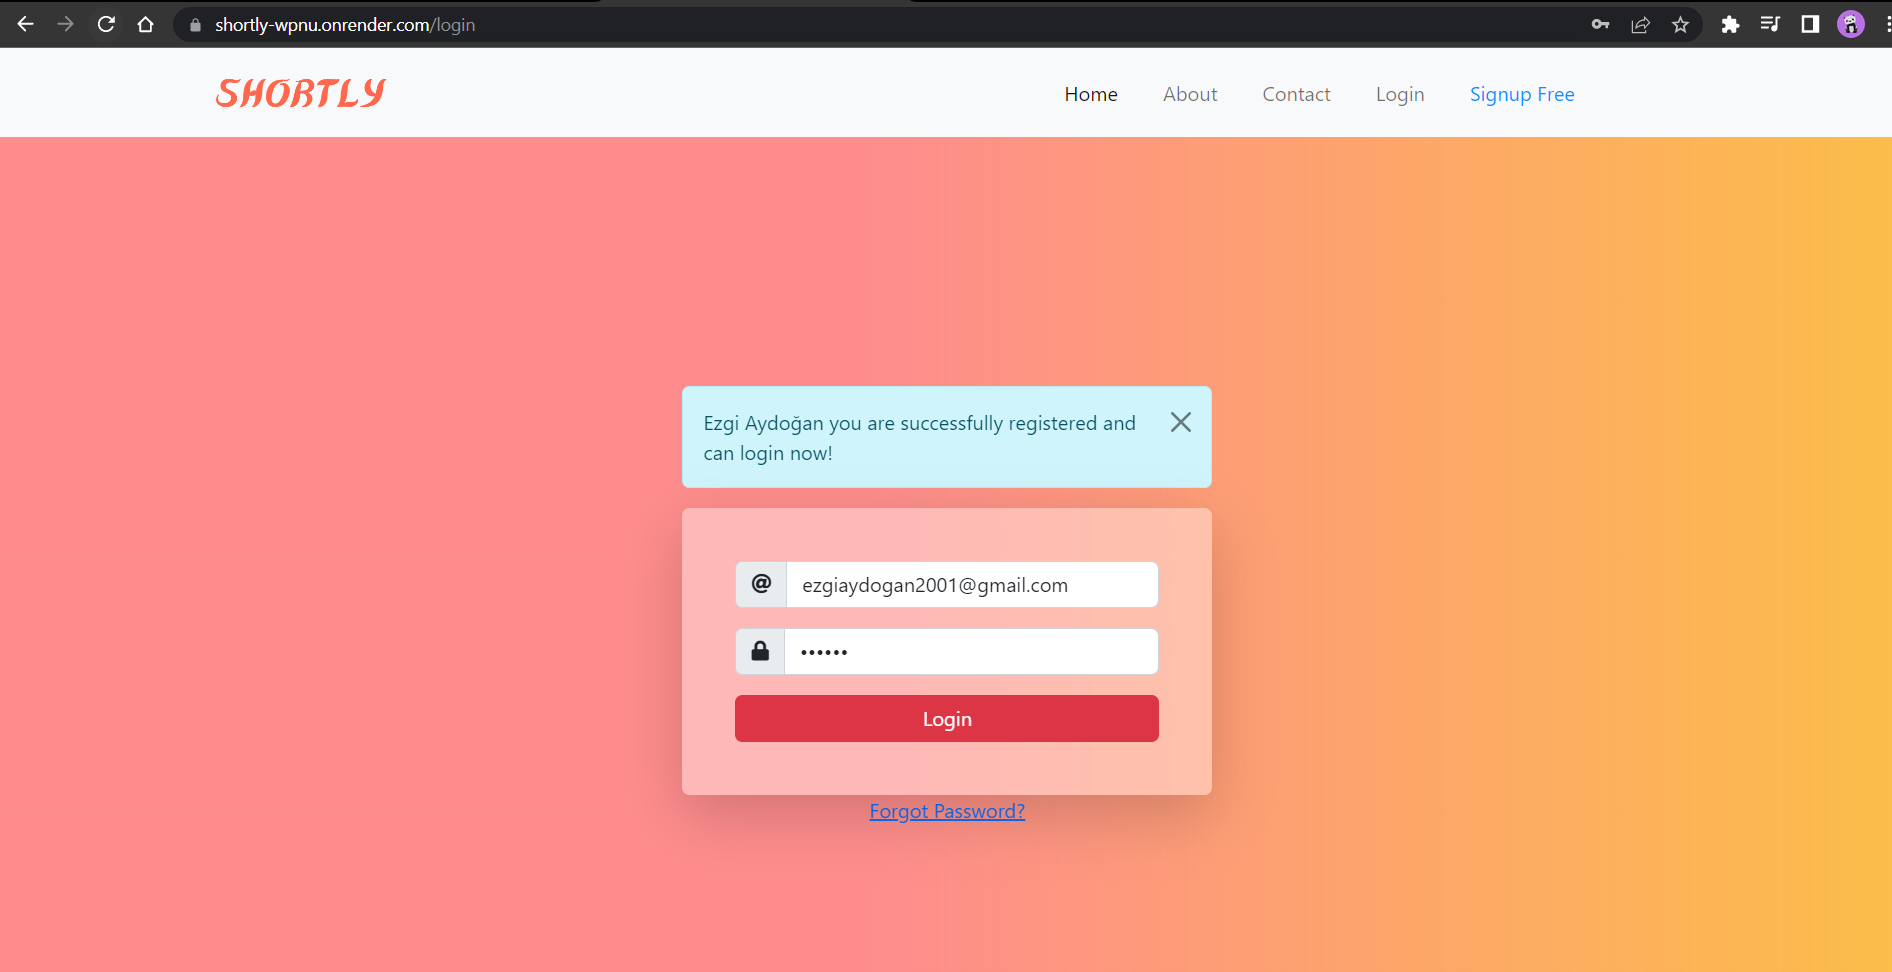 shortly-wpnu.onrender.com/login
SHORTLY
Home About Contact Login Signup Free
Ezgi Aydoğan you are successfully registered and
can login now!
@ ezgiaydogan2001@gmail.com
••••••
Login
Forgot Password?